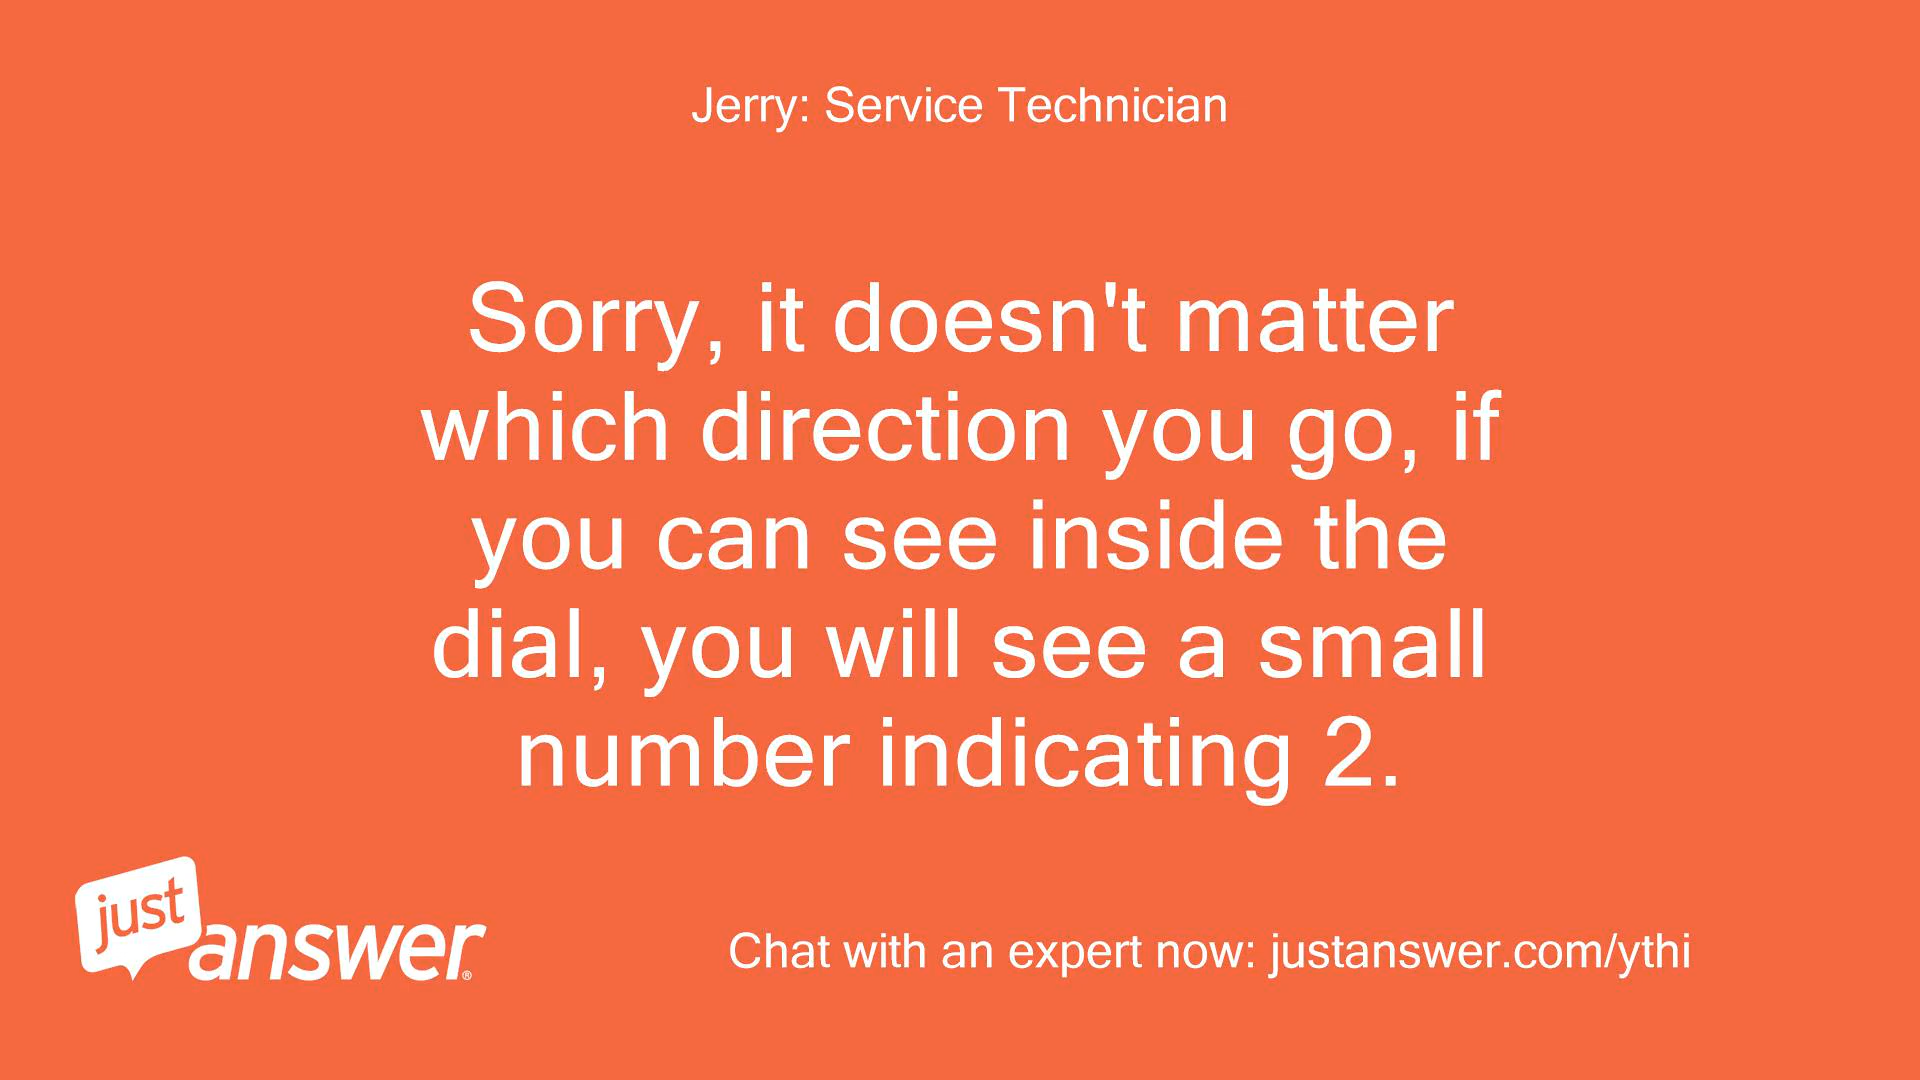 Jerry: Service Technician
Sorry, it doesn't matter
which direction you go, if
you can see inside the
dial, you will see a small
number indicating 2.
just
answer®
Chat with an expert now: justanswer.com/ythi